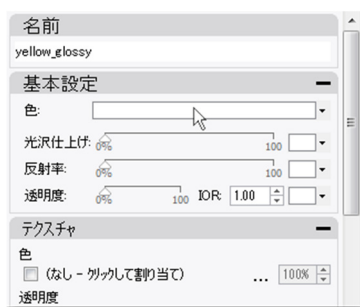 名前
yellow_glossy
基本設定
色:
光沢仕上げ: 0% 100
反射率: 0% 100
透明度: 0% 100 IOR: 1.00
テクスチャ
色
(なし - クリックして割り当て) ... 100%
透明度